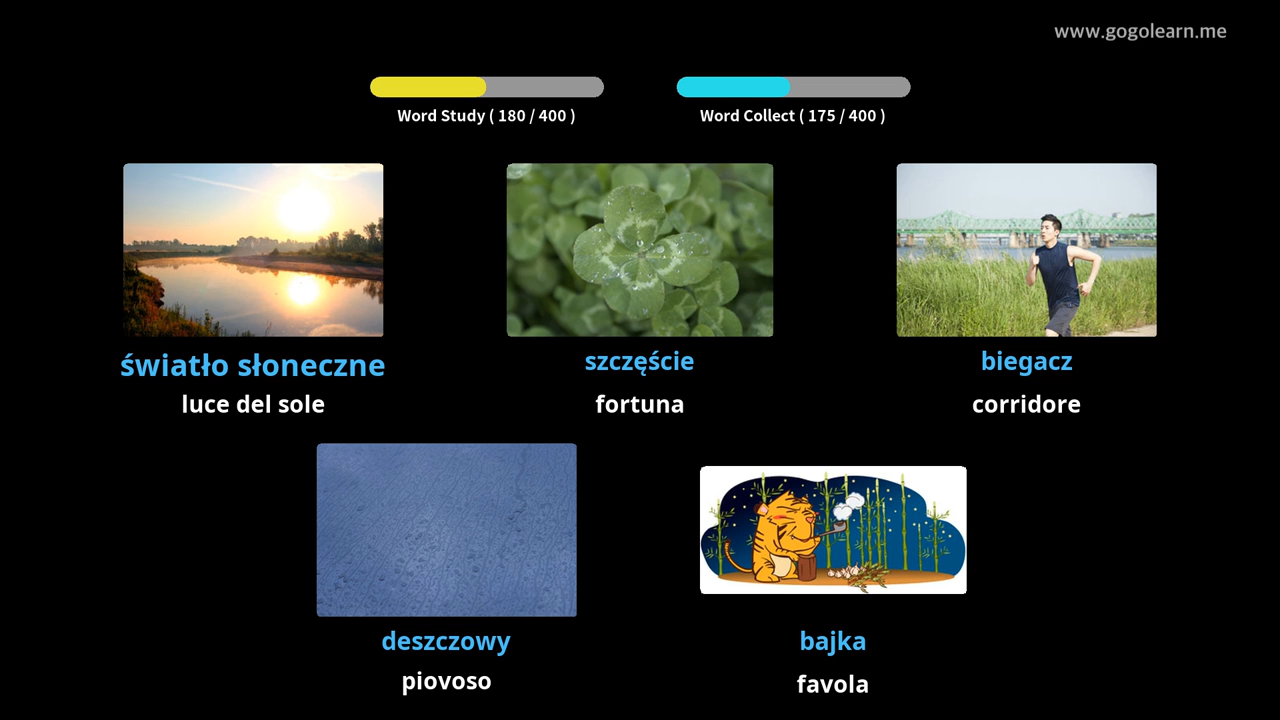 www.gogolearn.me
Word Study ( 180 / 400 )
Word Collect ( 175 / 400 )
światło słoneczne
luce del sole
szczęście
fortuna
biegacz
corridore
deszczowy
piovoso
bajka
favola